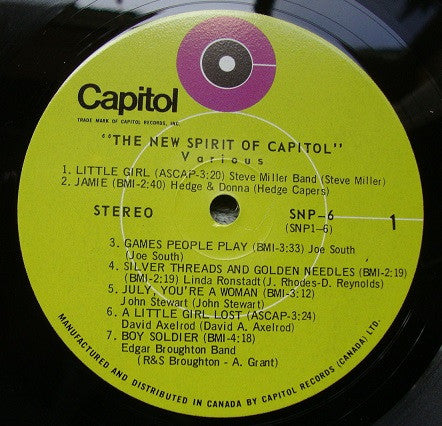 Capitol
TRADE MARK OF CAPITOL RECORDS, INC.
"THE NEW SPIRIT OF CAPITOL"
Various
1. LITTLE GIRL (ASCAP-3:20) Steve Miller Band (Steve Miller)
2. JAMIE (BMI-2:40) Hedge & Donna (Hedge Capers)
STEREO
SNP-6
(SNP1-6)
1
3. GAMES PEOPLE PLAY (BMI-3:33) Joe South
(Joe South)
4. SILVER THREADS AND GOLDEN NEEDLES (BMI-2:19)
(BMI-2:19) Linda Ronstadt (J. Rhodes-D. Reynolds)
5. JULY, YOU'RE A WOMAN (BMI-3:12)
John Stewart (John Stewart)
6. A LITTLE GIRL LOST (ASCAP-3:24)
David Axelrod (David A. Axelrod)
7. BOY SOLDIER (BMI-4:18)
Edgar Broughton Band
(R&S Broughton - A. Grant)
MANUFACTURED AND DISTRIBUTED IN CANADA BY CAPITOL RECORDS (CANADA) LTD.